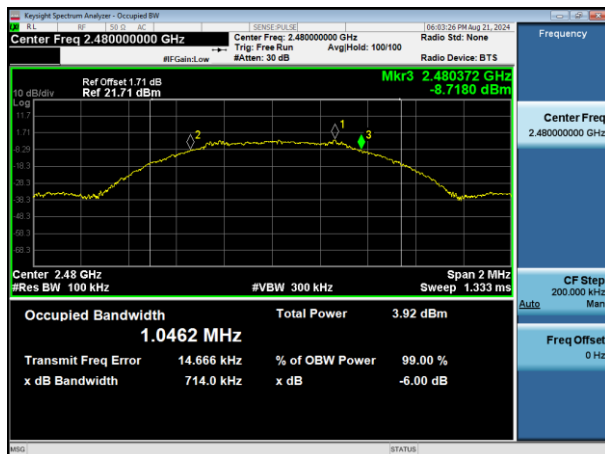 Keysight Spectrum Analyzer - Occupied BW
RL RF 50 Ω AC SENSE:PULSE 06:03:26 PM Aug 21, 2024
Center Freq 2.480000000 GHz
Center Freq: 2.480000000 GHz
Radio Std: None
Trig: Free Run
Avg|Hold: 100/100
#IFGain:Low
#Atten: 30 dB
Radio Device: BTS
Frequency
Ref Offset 1.71 dB
Mkr3 2.480372 GHz
10 dB/div
Ref 21.71 dBm
-8.7180 dBm
Log
11.7
1.71
-8.29
-18.3
-28.3
-38.3
-48.3
-58.3
-68.3
2
1
3
Center 2.48 GHz
Span 2 MHz
#Res BW 100 kHz
#VBW 300 kHz
Sweep 1.333 ms
Occupied Bandwidth
Total Power 3.92 dBm
1.0462 MHz
Transmit Freq Error 14.666 kHz
% of OBW Power 99.00 %
x dB Bandwidth 714.0 kHz
x dB -6.00 dB
Center Freq
2.480000000 GHz
CF Step
200.000 kHz
Auto Man
Freq Offset
0 Hz
MSG
STATUS